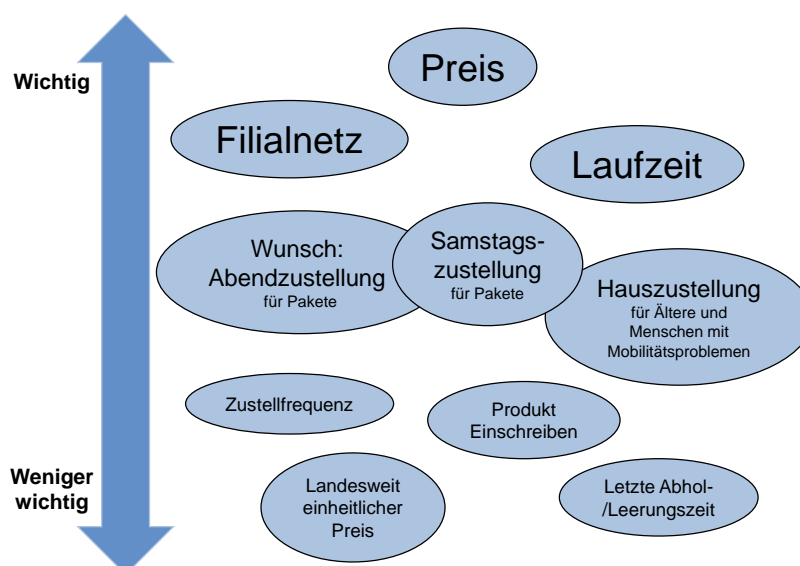 Wichtig
Preis
Filialnetz
Laufzeit
Wunsch:
Abendzustellung
für Pakete
Samstags-
zustellung
für Pakete
Hauszustellung
für Ältere und
Menschen mit
Mobilitätsproblemen
Zustellfrequenz
Produkt
Einschreiben
Weniger
wichtig
Landesweit
einheitlicher
Preis
Letzte Abhol-
/Leerungszeit